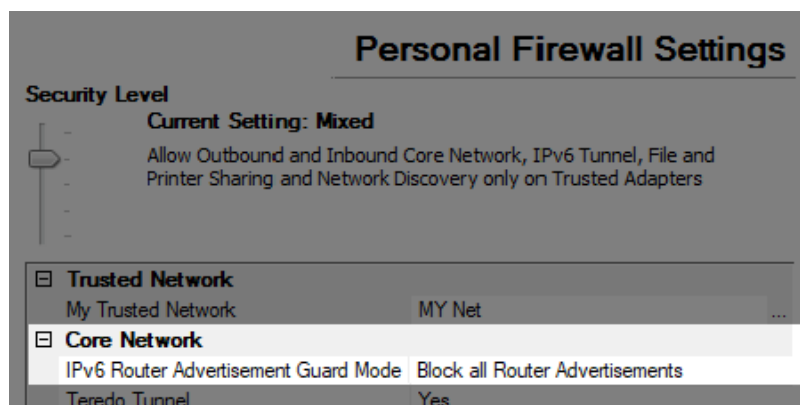 Personal Firewall Settings
Security Level
Current Setting: Mixed
Allow Outbound and Inbound Core Network, IPv6 Tunnel, File and
Printer Sharing and Network Discovery only on Trusted Adapters
Trusted Network
My Trusted Network MY Net ...
Core Network
IPv6 Router Advertisement Guard Mode Block all Router Advertisements
Teredo Tunnel Yes